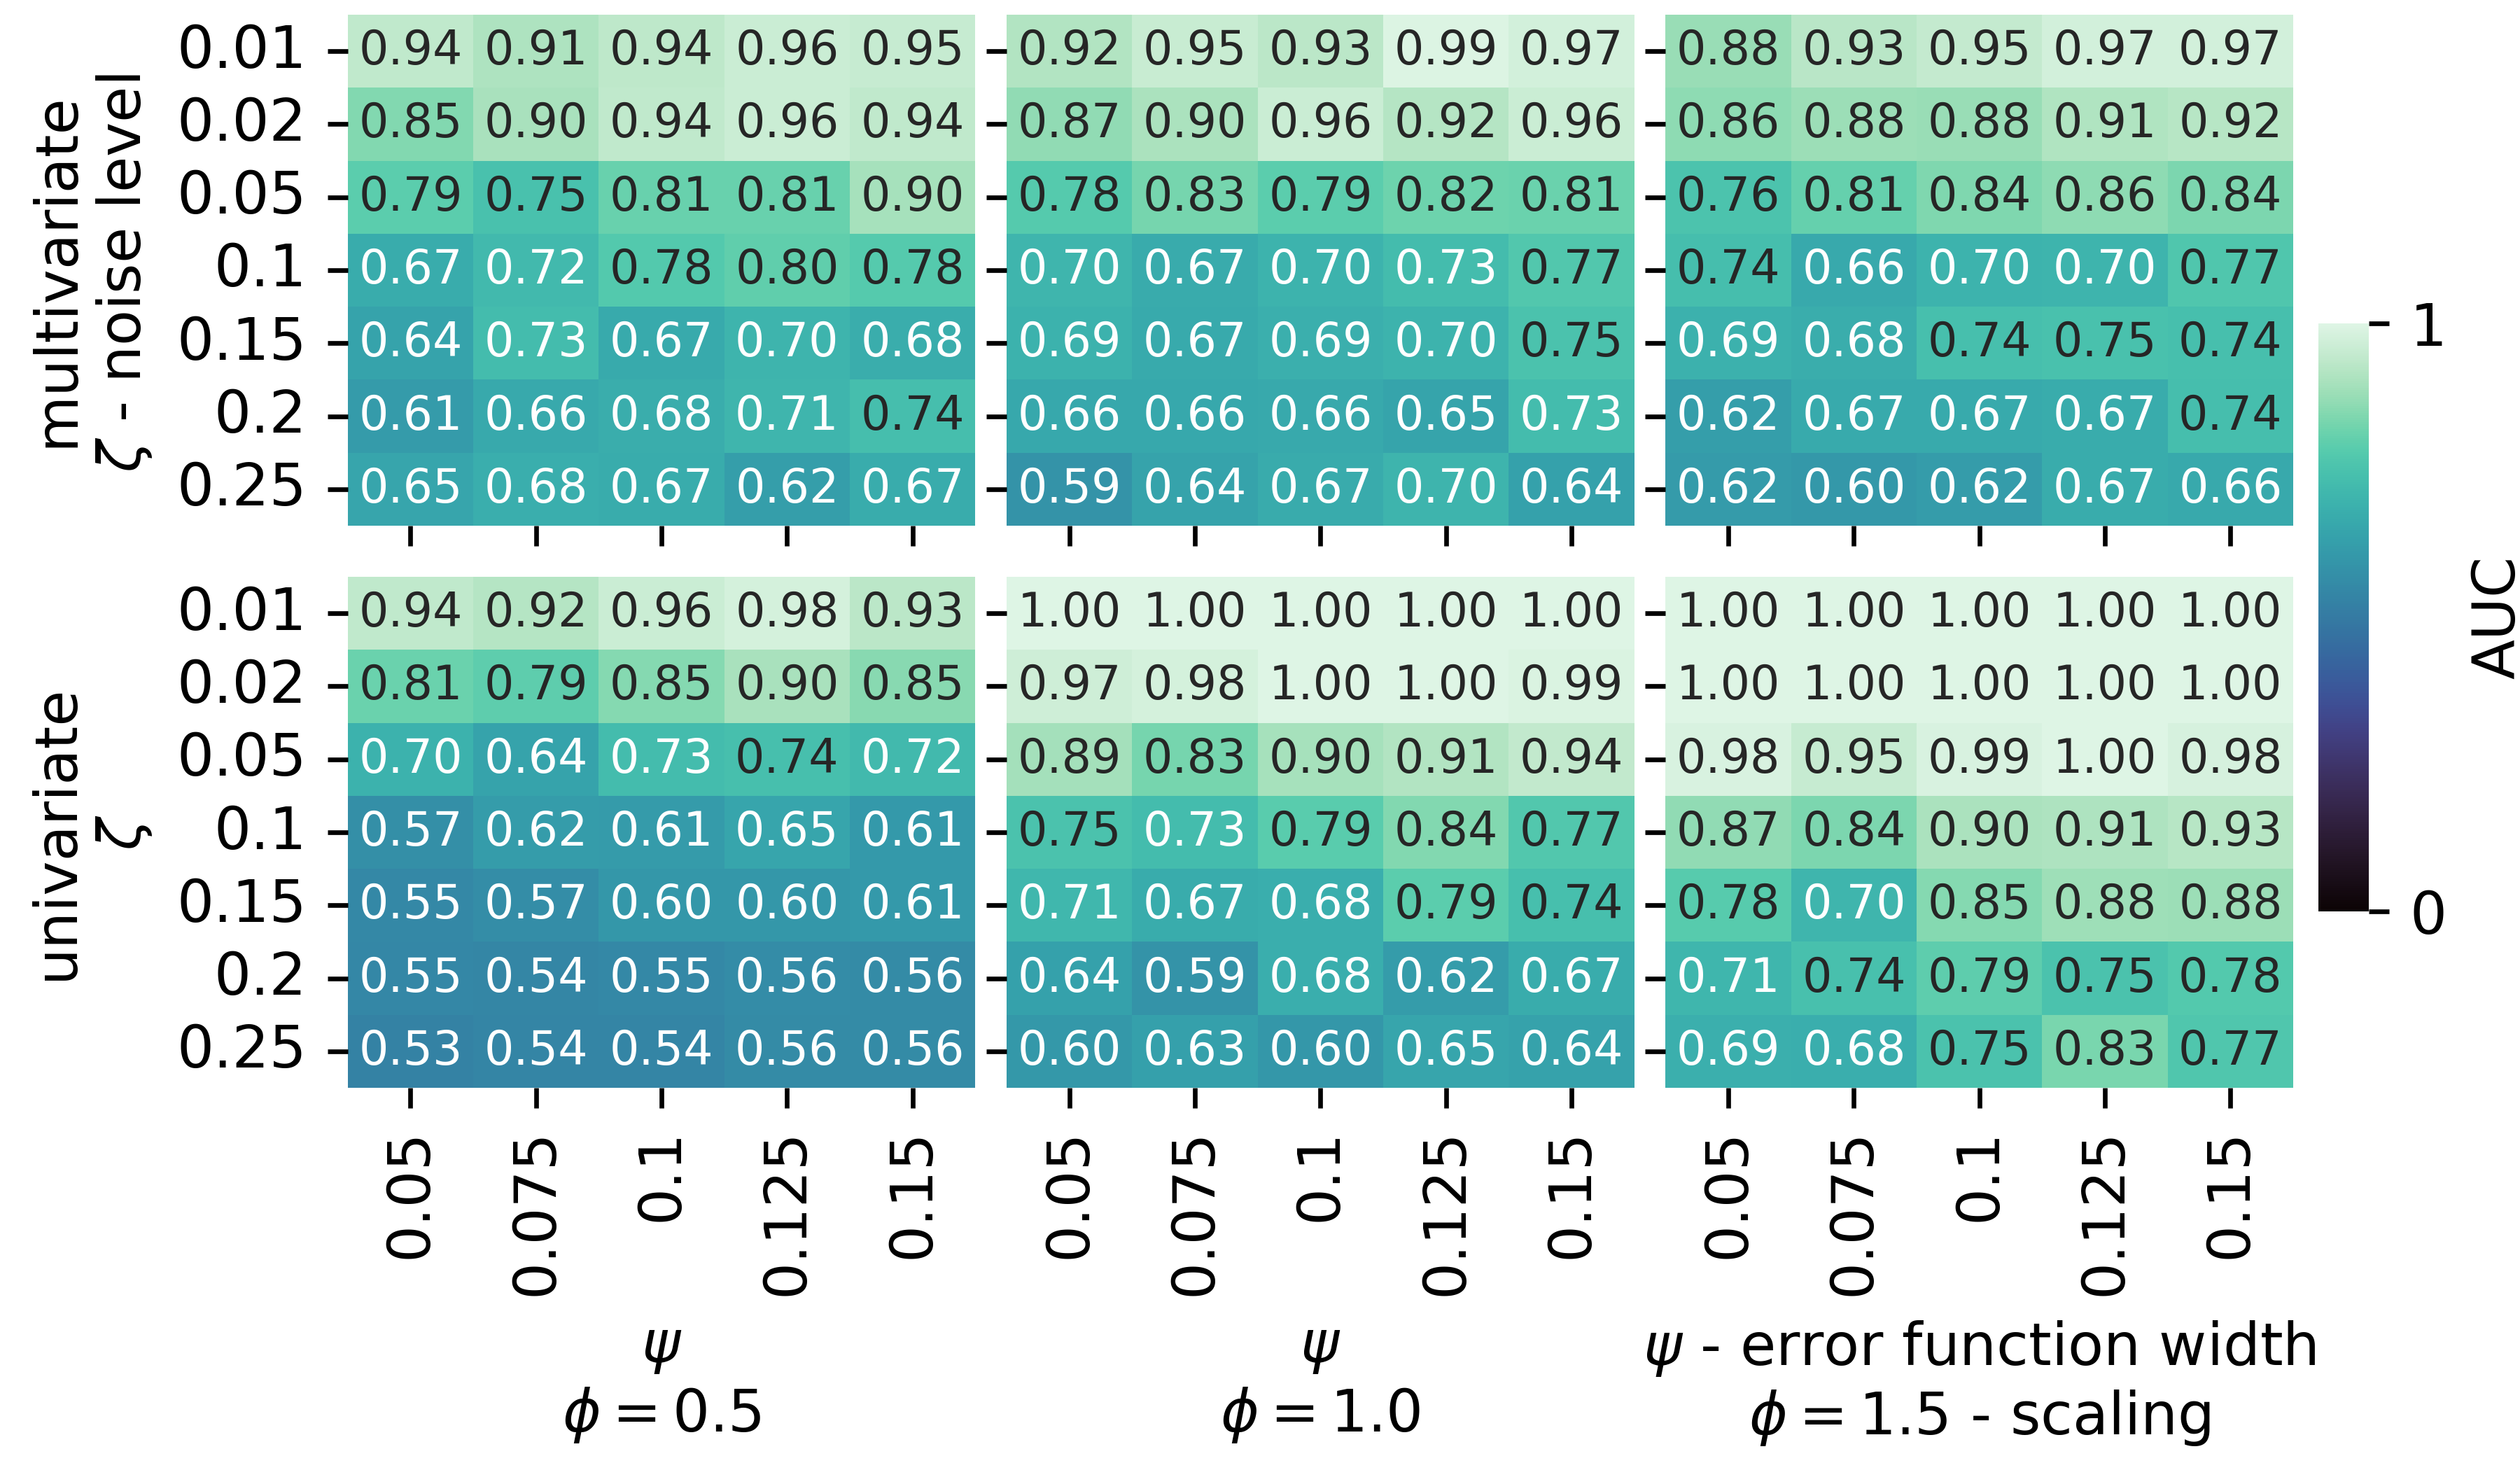 multivariate
ζ - noise level
0.01 0.94 0.91 0.94 0.96 0.95 0.92 0.95 0.93 0.99 0.97 0.88 0.93 0.95 0.97 0.97
0.02 0.85 0.90 0.94 0.96 0.94 0.87 0.90 0.96 0.92 0.96 0.86 0.88 0.88 0.91 0.92
0.05 0.79 0.75 0.81 0.81 0.90 0.78 0.83 0.79 0.82 0.81 0.76 0.81 0.84 0.86 0.84
0.1 0.67 0.72 0.78 0.80 0.78 0.70 0.67 0.70 0.73 0.77 0.74 0.66 0.70 0.70 0.77
0.15 0.64 0.73 0.67 0.70 0.68 0.69 0.67 0.69 0.70 0.75 0.69 0.68 0.74 0.75 0.74
0.2 0.61 0.66 0.68 0.71 0.74 0.66 0.66 0.66 0.65 0.73 0.62 0.67 0.67 0.67 0.74
0.25 0.65 0.68 0.67 0.62 0.67 0.59 0.64 0.67 0.70 0.64 0.62 0.60 0.62 0.67 0.66
univariate
ζ
0.01 0.94 0.92 0.96 0.98 0.93 1.00 1.00 1.00 1.00 1.00 1.00 1.00 1.00 1.00 1.00
0.02 0.81 0.79 0.85 0.90 0.85 0.97 0.98 1.00 1.00 0.99 1.00 1.00 1.00 1.00 1.00
0.05 0.70 0.64 0.73 0.74 0.72 0.89 0.83 0.90 0.91 0.94 0.98 0.95 0.99 1.00 0.98
0.1 0.57 0.62 0.61 0.65 0.61 0.75 0.73 0.79 0.84 0.77 0.87 0.84 0.90 0.91 0.93
0.15 0.55 0.57 0.60 0.60 0.61 0.71 0.67 0.68 0.79 0.74 0.78 0.70 0.85 0.88 0.88
0.2 0.55 0.54 0.55 0.56 0.56 0.64 0.59 0.68 0.62 0.67 0.71 0.74 0.79 0.75 0.78
0.25 0.53 0.54 0.54 0.56 0.56 0.60 0.63 0.60 0.65 0.64 0.69 0.68 0.75 0.83 0.77
0.05 0.075 0.1 0.125 0.15 0.05 0.075 0.1 0.125 0.15 0.05 0.075 0.1 0.125 0.15
ψ ψ ψ - error function width
ϕ = 0.5 ϕ = 1.0 ϕ = 1.5 - scaling
1
0
AUC